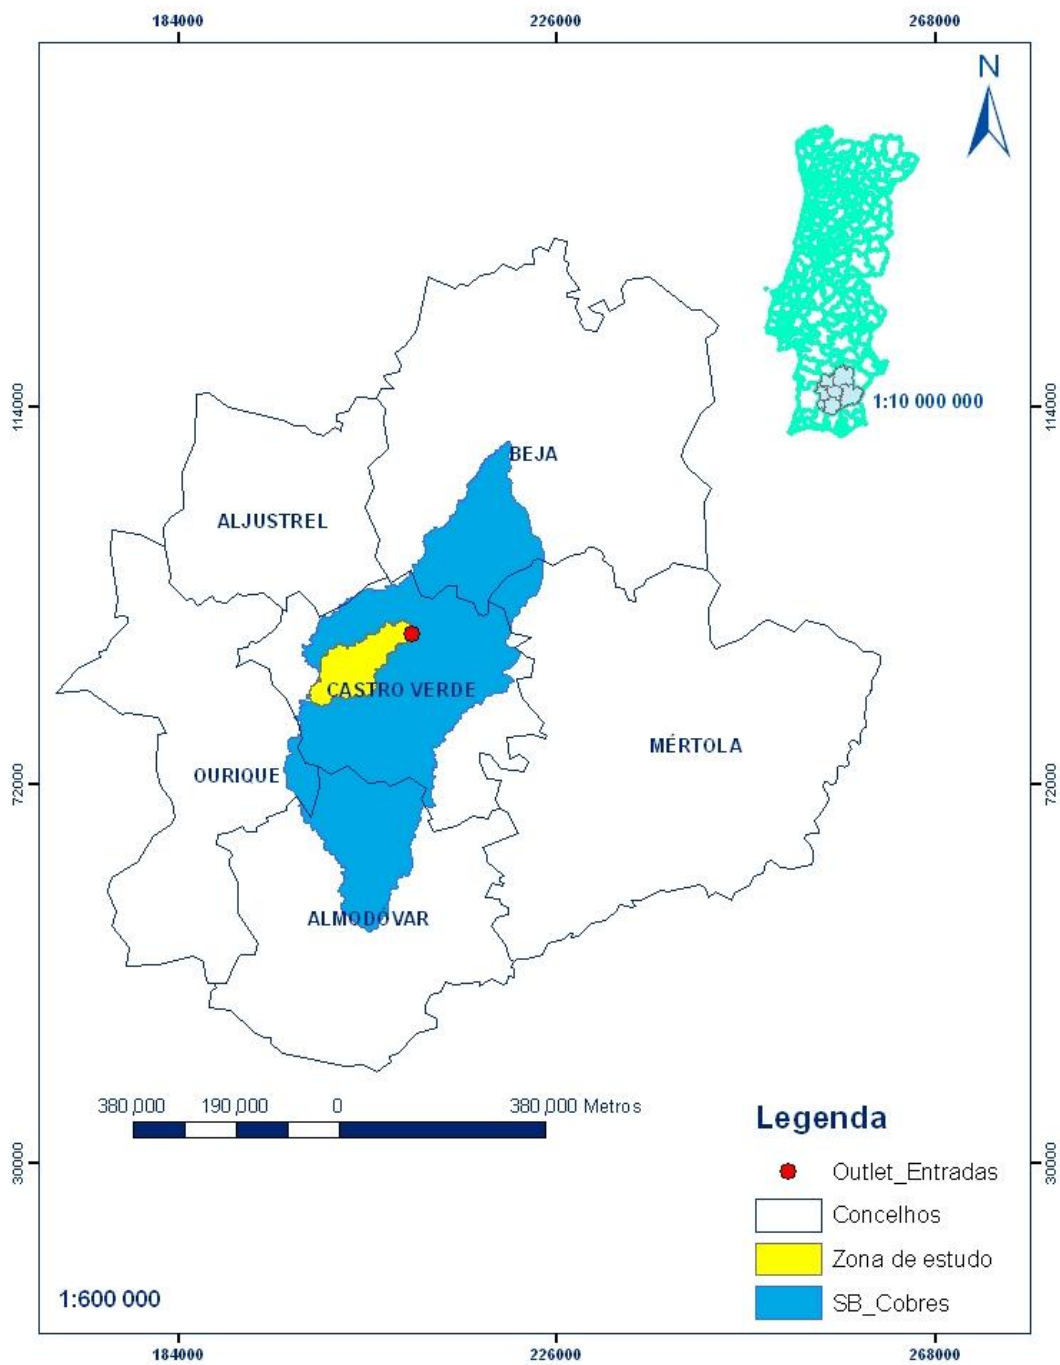 184000 226000 268000
N
114000 114000
1:10 000 000
BEJA
ALJUSTREL
CASTRO VERDE
MÉRTOLA
OURIQUE
72000 72000
ALMODÓVAR
380,000 190,000 0 380,000 Metros
Legenda
30000 30000
Outlet_Entradas
Concelhos
Zona de estudo
SB_Cobres
1:600 000
184000 226000 268000